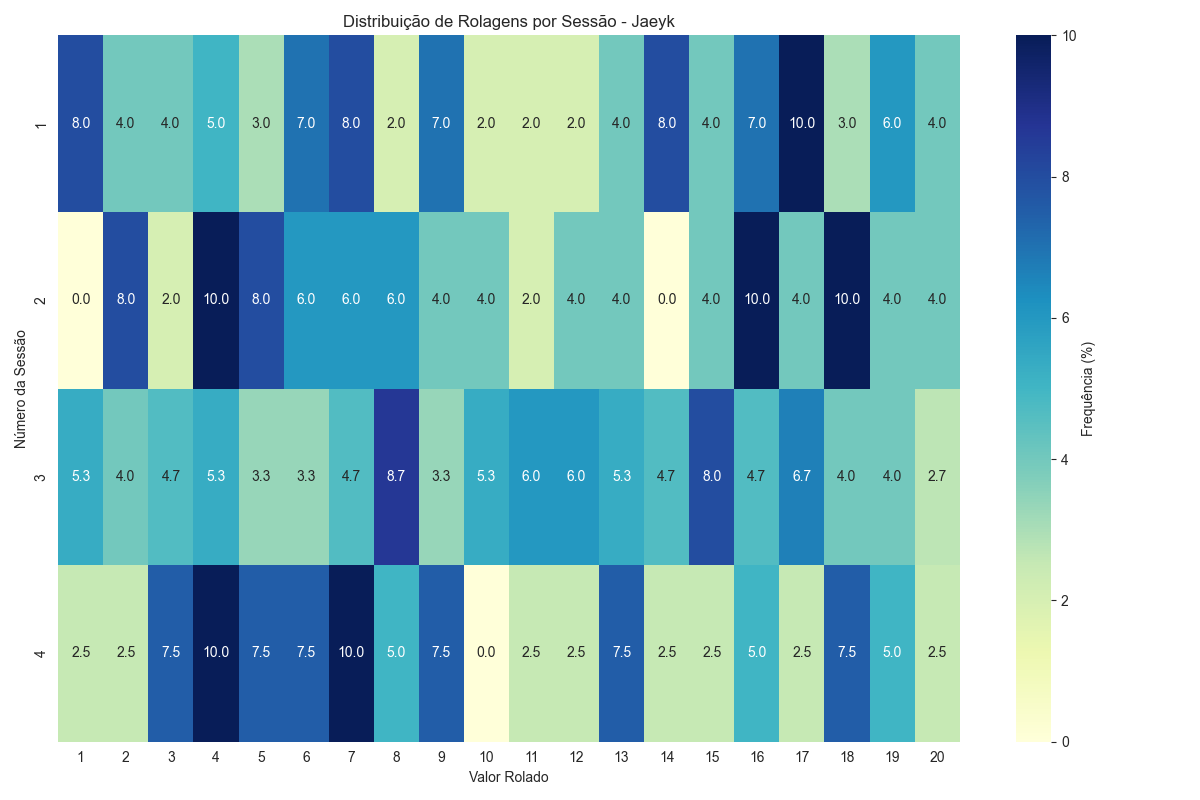 Distribuição de Rolagens por Sessão - Jaeyk
1 8.0 4.0 4.0 5.0 3.0 7.0 8.0 2.0 7.0 2.0 2.0 2.0 4.0 8.0 4.0 7.0 10.0 3.0 6.0 4.0
2 0.0 8.0 2.0 10.0 8.0 6.0 6.0 6.0 4.0 4.0 2.0 4.0 4.0 0.0 4.0 10.0 4.0 10.0 4.0 4.0
3 5.3 4.0 4.7 5.3 3.3 3.3 4.7 8.7 3.3 5.3 6.0 6.0 5.3 4.7 8.0 4.7 6.7 4.0 4.0 2.7
4 2.5 2.5 7.5 10.0 7.5 7.5 10.0 5.0 7.5 0.0 2.5 2.5 7.5 2.5 2.5 5.0 2.5 7.5 5.0 2.5
1 2 3 4 5 6 7 8 9 10 11 12 13 14 15 16 17 18 19 20
Valor Rolado
Número da Sessão
10
8
6
4
2
0
Frequência (%)